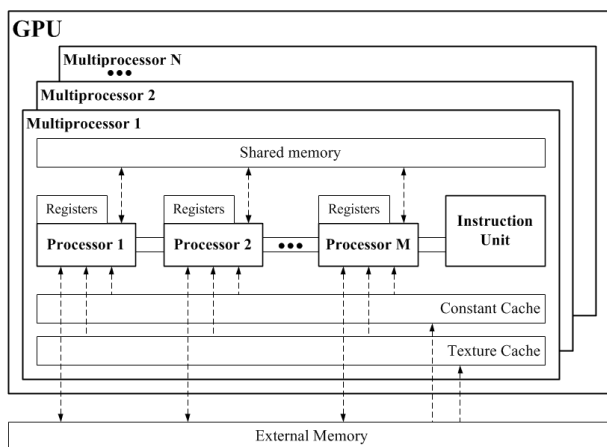 GPU
Multiprocessor N
•••
Multiprocessor 2
Multiprocessor 1
Shared memory
Registers
Registers
Registers
Processor 1
Processor 2
•••
Processor M
Instruction
Unit
Constant Cache
Texture Cache
External Memory